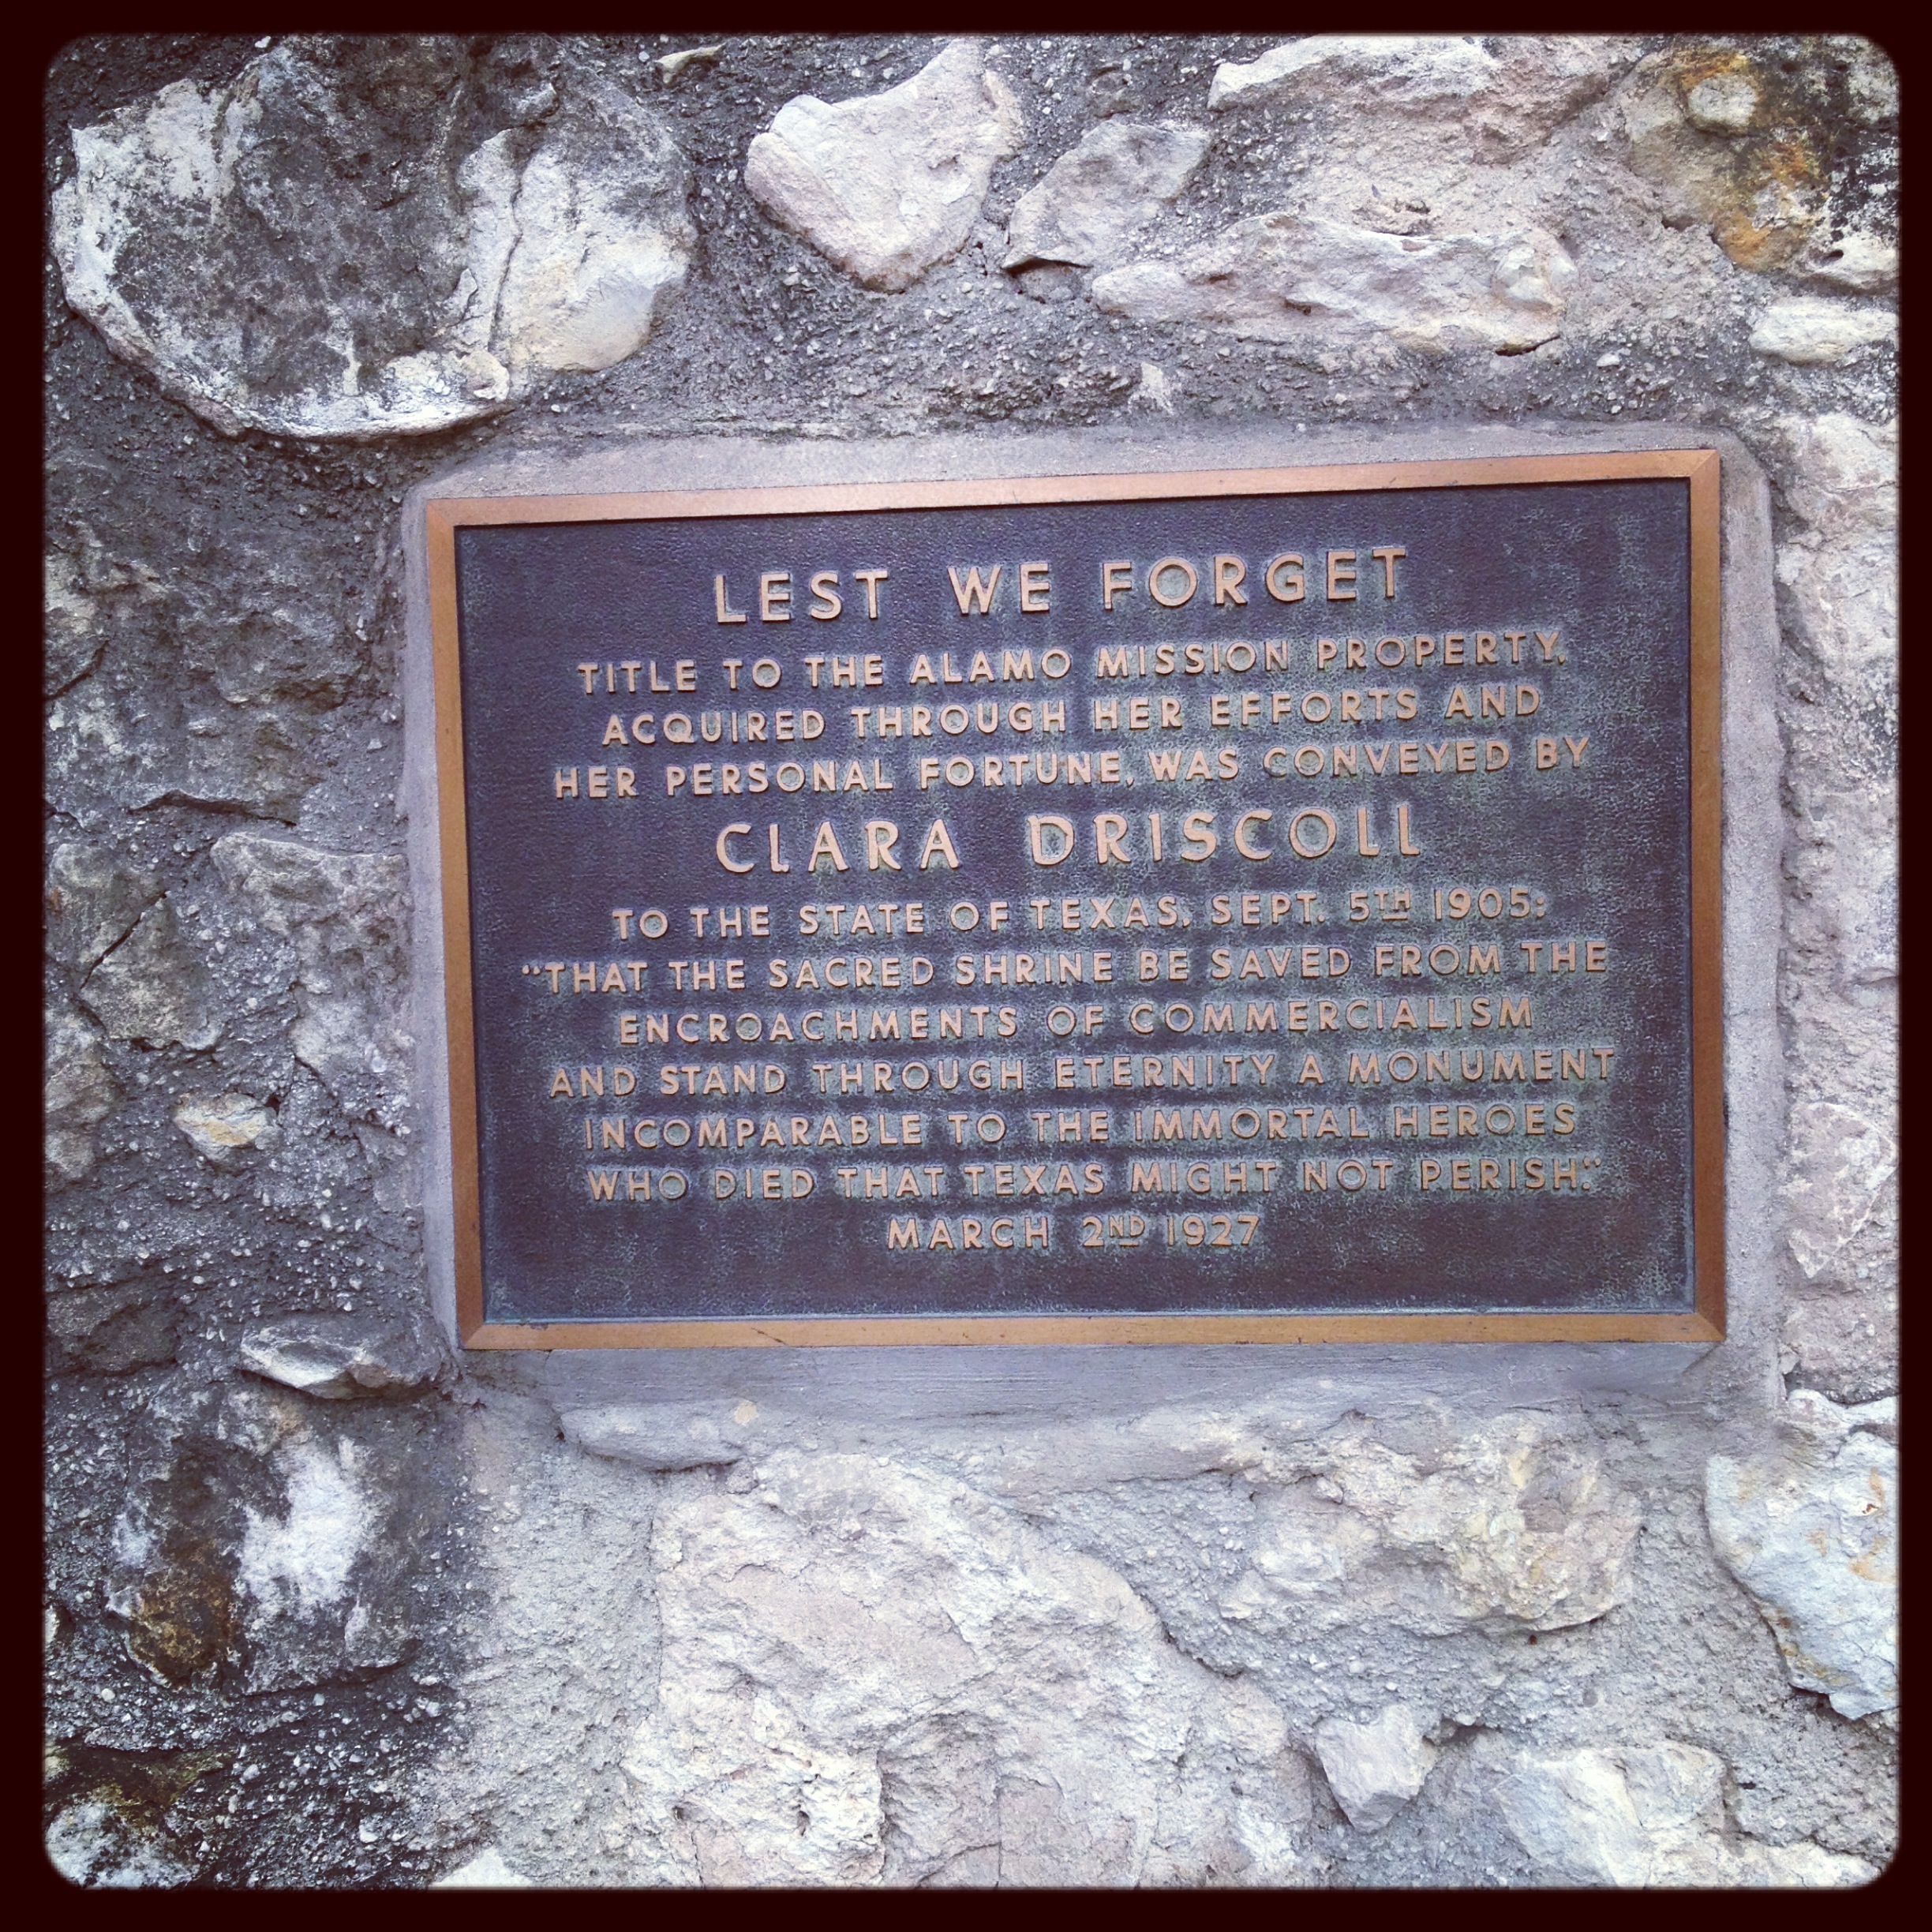 LEST WE FORGET
TITLE TO THE ALAMO MISSION PROPERTY,
ACQUIRED THROUGH HER EFFORTS AND
HER PERSONAL FORTUNE, WAS CONVEYED BY
CLARA DRISCOLL
TO THE STATE OF TEXAS, SEPT. 5TH 1905:
"THAT THE SACRED SHRINE BE SAVED FROM THE
ENCROACHMENTS OF COMMERCIALISM
AND STAND THROUGH ETERNITY A MONUMENT
INCOMPARABLE TO THE IMMORTAL HEROES
WHO DIED THAT TEXAS MIGHT NOT PERISH."
MARCH 2ND 1927